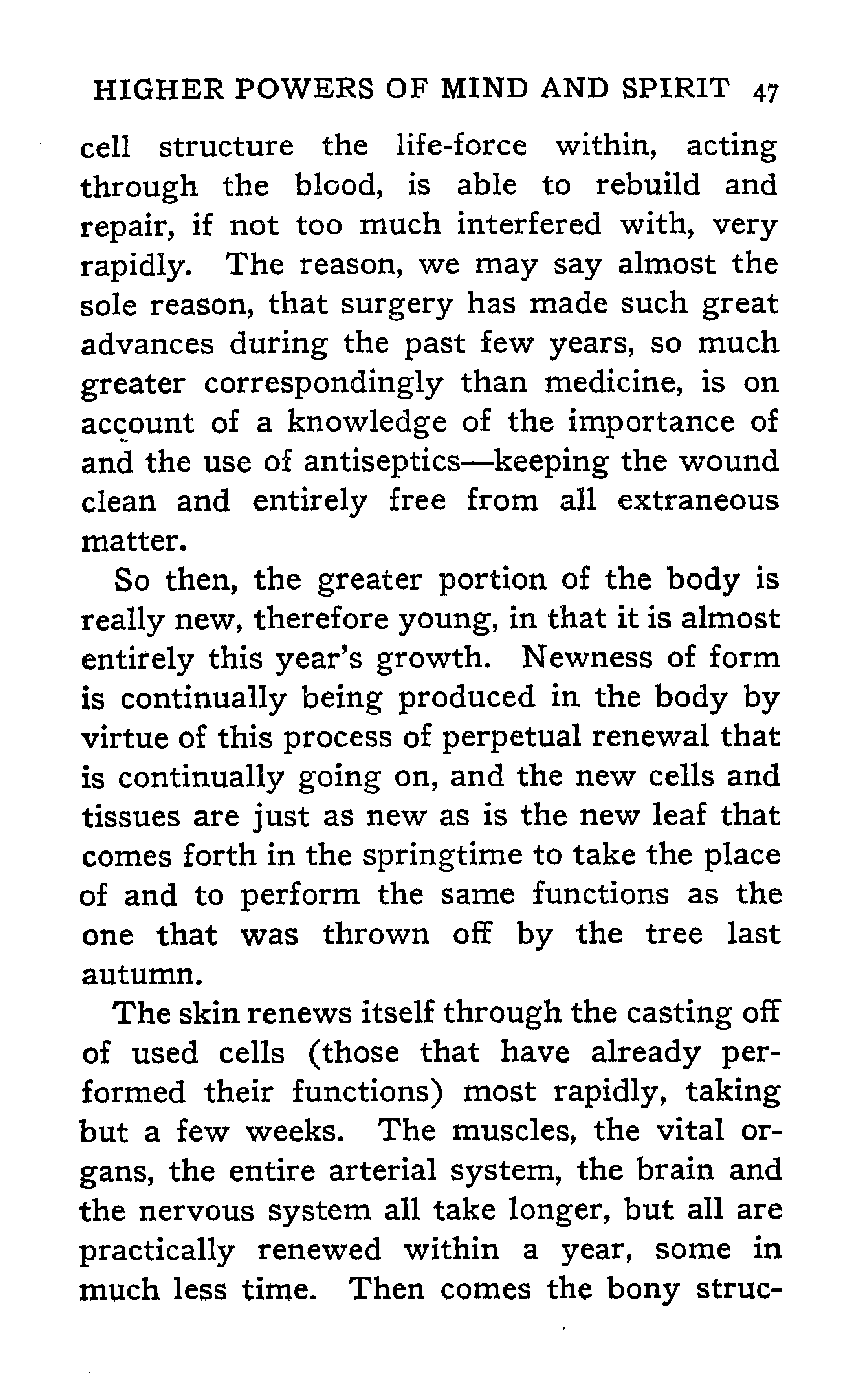 HIGHER POWERS OF MIND AND SPIRIT 47
cell structure the life-force within, acting
through the blood, is able to rebuild and
repair, if not too much interfered with, very
rapidly. The reason, we may say almost the
sole reason, that surgery has made such great
advances during the past few years, so much
greater correspondingly than medicine, is on
account of a knowledge of the importance of
and the use of antiseptics—keeping the wound
clean and entirely free from all extraneous
matter.
So then, the greater portion of the body is
really new, therefore young, in that it is almost
entirely this year's growth. Newness of form
is continually being produced in the body by
virtue of this process of perpetual renewal that
is continually going on, and the new cells and
tissues are just as new as is the new leaf that
comes forth in the springtime to take the place
of and to perform the same functions as the
one that was thrown off by the tree last
autumn.
The skin renews itself through the casting off
of used cells (those that have already per-
formed their functions) most rapidly, taking
but a few weeks. The muscles, the vital or-
gans, the entire arterial system, the brain and
the nervous system all take longer, but all are
practically renewed within a year, some in
much less time. Then comes the bony struc-